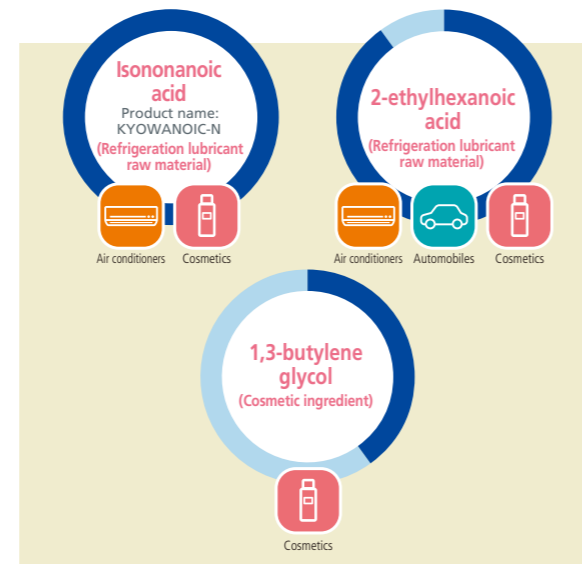 Isononanoic
acid
Product name:
KYOWANOIC-N
(Refrigeration lubricant
raw material)
Air conditioners
Cosmetics
2-ethylhexanoic
acid
(Refrigeration lubricant
raw material)
Air conditioners
Automobiles
Cosmetics
1,3-butylene
glycol
(Cosmetic ingredient)
Cosmetics